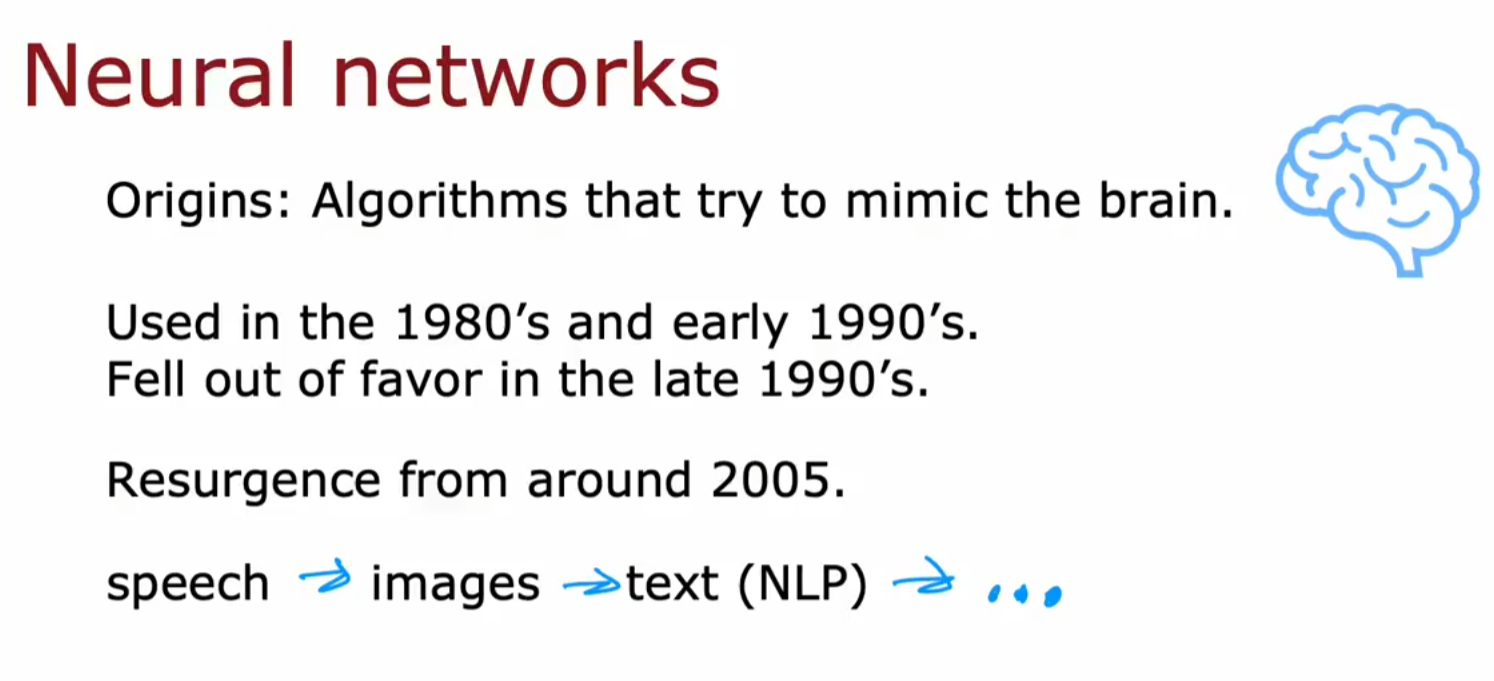 Neural networks
Origins: Algorithms that try to mimic the brain.
Used in the 1980’s and early 1990’s.
Fell out of favor in the late 1990’s.
Resurgence from around 2005.
speech → images → text (NLP) → ...